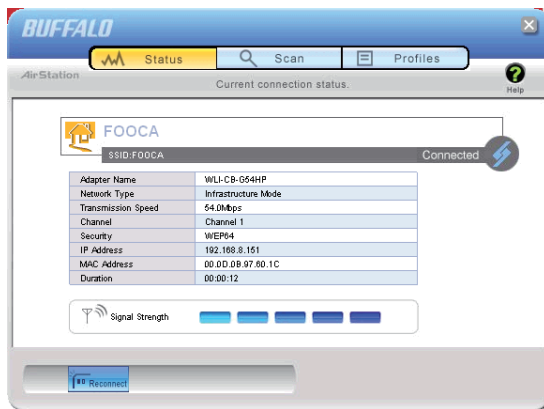 BUFFALO
Status
Scan
Profiles
AirStation
Current connection status.
Help
FOOCA
SSID:FOOCA
Connected
Adapter Name WLI-CB-G54HP
Network Type Infrastructure Mode
Transmission Speed 54.0Mbps
Channel Channel 1
Security WEP64
IP Address 192.168.8.151
MAC Address 00.0D.0B.97.60.1C
Duration 00:00:12
Signal Strength
Reconnect